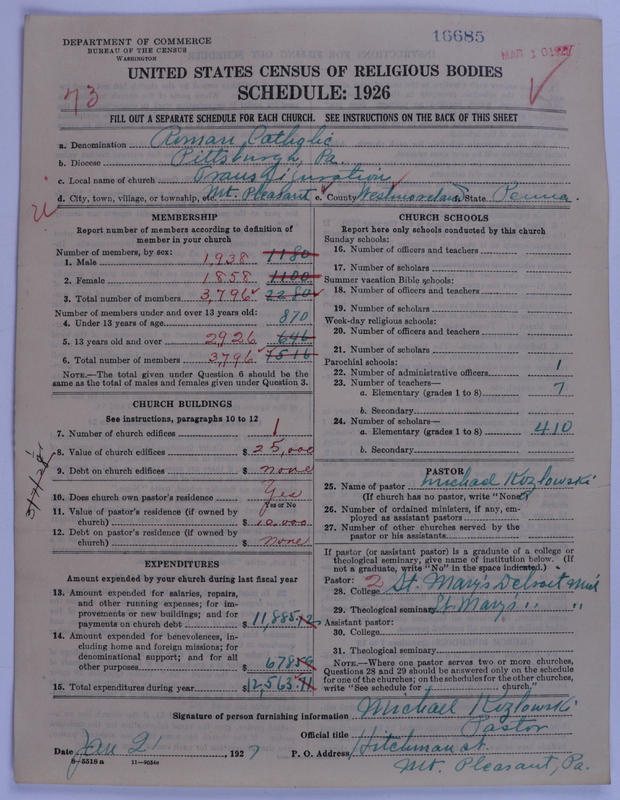 DEPARTMENT OF COMMERCE
BUREAU OF THE CENSUS
WASHINGTON
16685
MAR 10 1927
UNITED STATES CENSUS OF RELIGIOUS BODIES
SCHEDULE: 1926
73
FILL OUT A SEPARATE SCHEDULE FOR EACH CHURCH. SEE INSTRUCTIONS ON THE BACK OF THIS SHEET
a. Denomination Roman Catholic
b. Diocese Pittsburgh, Pa.
c. Local name of church Transfiguration
d. City, town, village, or township, etc. Mt. Pleasant e. County Westmoreland f. State Penna.
MEMBERSHIP
Report number of members according to definition of
member in your church
Number of members, by sex:
1. Male 1938 1180
2. Female 1858 1100
3. Total number of members 3,796 2280
Number of members under and over 13 years old:
4. Under 13 years of age 870
5. 13 years old and over 2926 646
6. Total number of members 3796 1516
NOTE.—The total given under Question 6 should be the
same as the total of males and females given under Question 3.
CHURCH BUILDINGS
See instructions, paragraphs 10 to 12
7. Number of church edifices 1
8. Value of church edifices $ 25,000
9. Debt on church edifices $ none
3/7/28
10. Does church own pastor's residence Yes
Yes or No
11. Value of pastor's residence (if owned by
church) $ 10,000
12. Debt on pastor's residence (if owned by
church) $ none
EXPENDITURES
Amount expended by your church during last fiscal year
13. Amount expended for salaries, repairs,
and other running expenses; for im-
provements or new buildings; and for
payments on church debt $ 11,885.12
14. Amount expended for benevolences, in-
cluding home and foreign missions; for
denominational support; and for all
other purposes $ 678
15. Total expenditures during year $ 12,563.71
CHURCH SCHOOLS
Report here only schools conducted by this church
Sunday schools:
16. Number of officers and teachers
17. Number of scholars
Summer vacation Bible schools:
18. Number of officers and teachers
19. Number of scholars
Week-day religious schools:
20. Number of officers and teachers
21. Number of scholars
Parochial schools:
22. Number of administrative officers 1
23. Number of teachers—
a. Elementary (grades 1 to 8) 7
b. Secondary
24. Number of scholars—
a. Elementary (grades 1 to 8) 410
b. Secondary
PASTOR
25. Name of pastor Michael Kozlowski
(If church has no pastor, write "None")
26. Number of ordained ministers, if any, em-
ployed as assistant pastors
27. Number of other churches served by the
pastor or his assistants
If pastor (or assistant pastor) is a graduate of a college or
theological seminary, give name of institution below. (If
not a graduate, write "No" in the space indicated.)
Pastor: 2
28. College St. Mary's Detroit Mich
29. Theological seminary St. Mary's " "
Assistant pastor:
30. College
31. Theological seminary
NOTE.—Where one pastor serves two or more churches,
Questions 28 and 29 should be answered only on the schedule
for one of the churches; on the schedules for the other churches,
write "See schedule for church."
Signature of person furnishing information Michael Kozlowski
Official title Pastor
Date Jan 21, 1927 P. O. Address Hitchman st.
8-5518 a 11-9034c Mt. Pleasant, Pa.